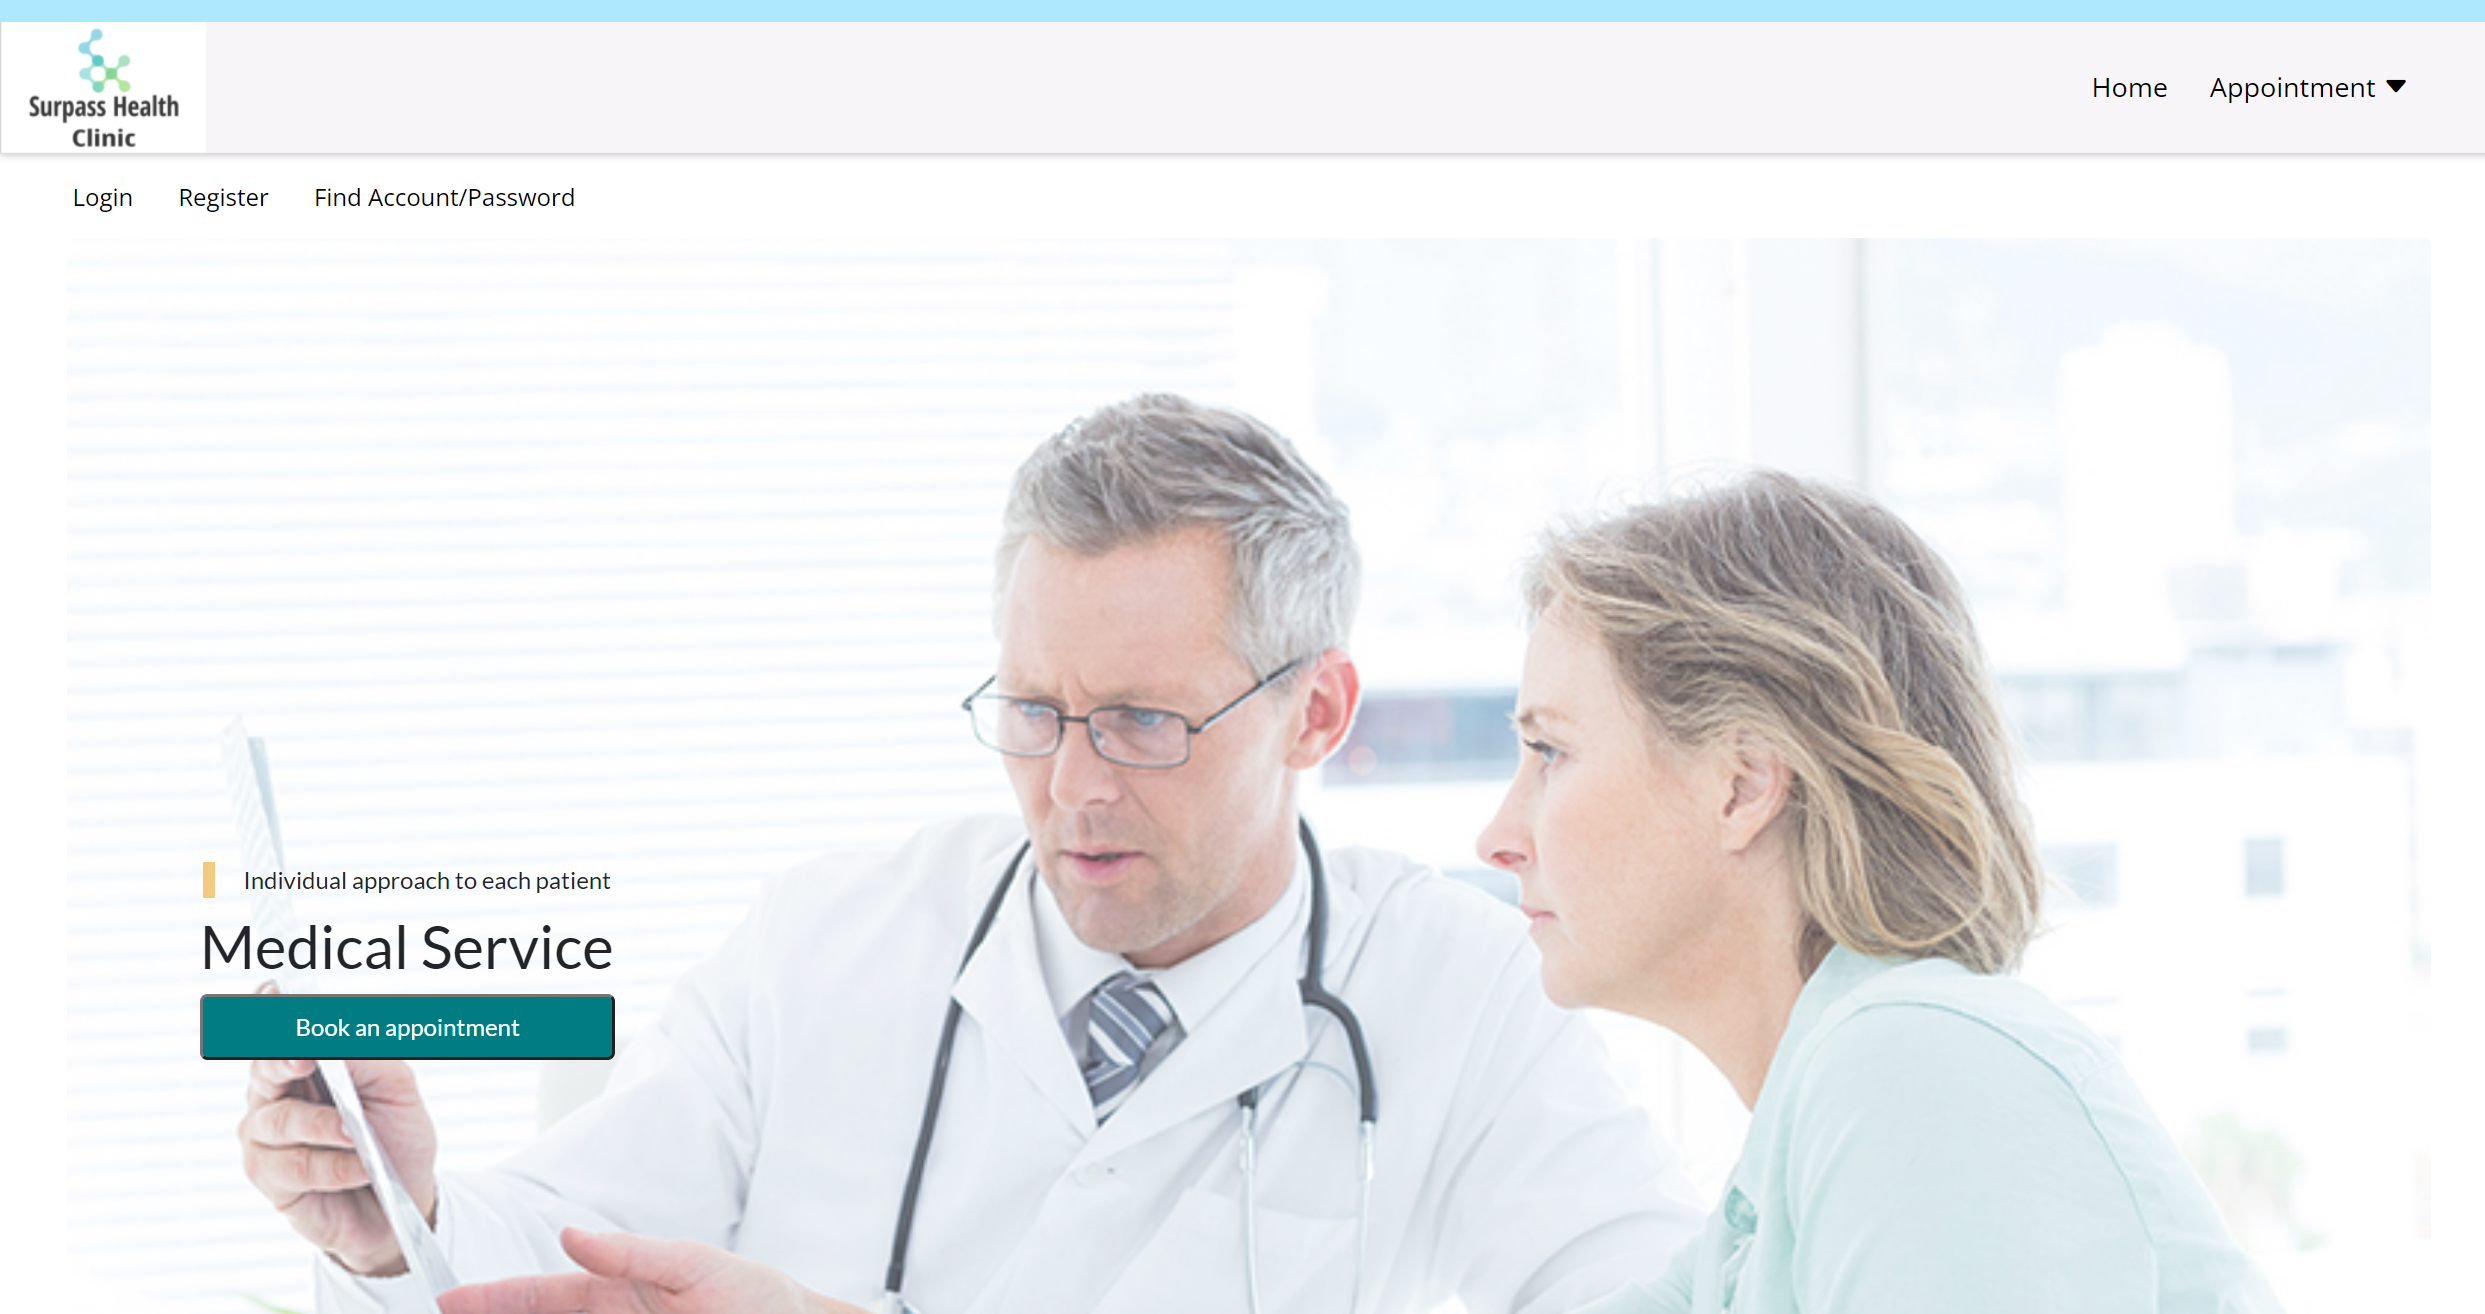 Surpass Health
Clinic
Home
Appointment
Login
Register
Find Account/Password
Individual approach to each patient
Medical Service
Book an appointment